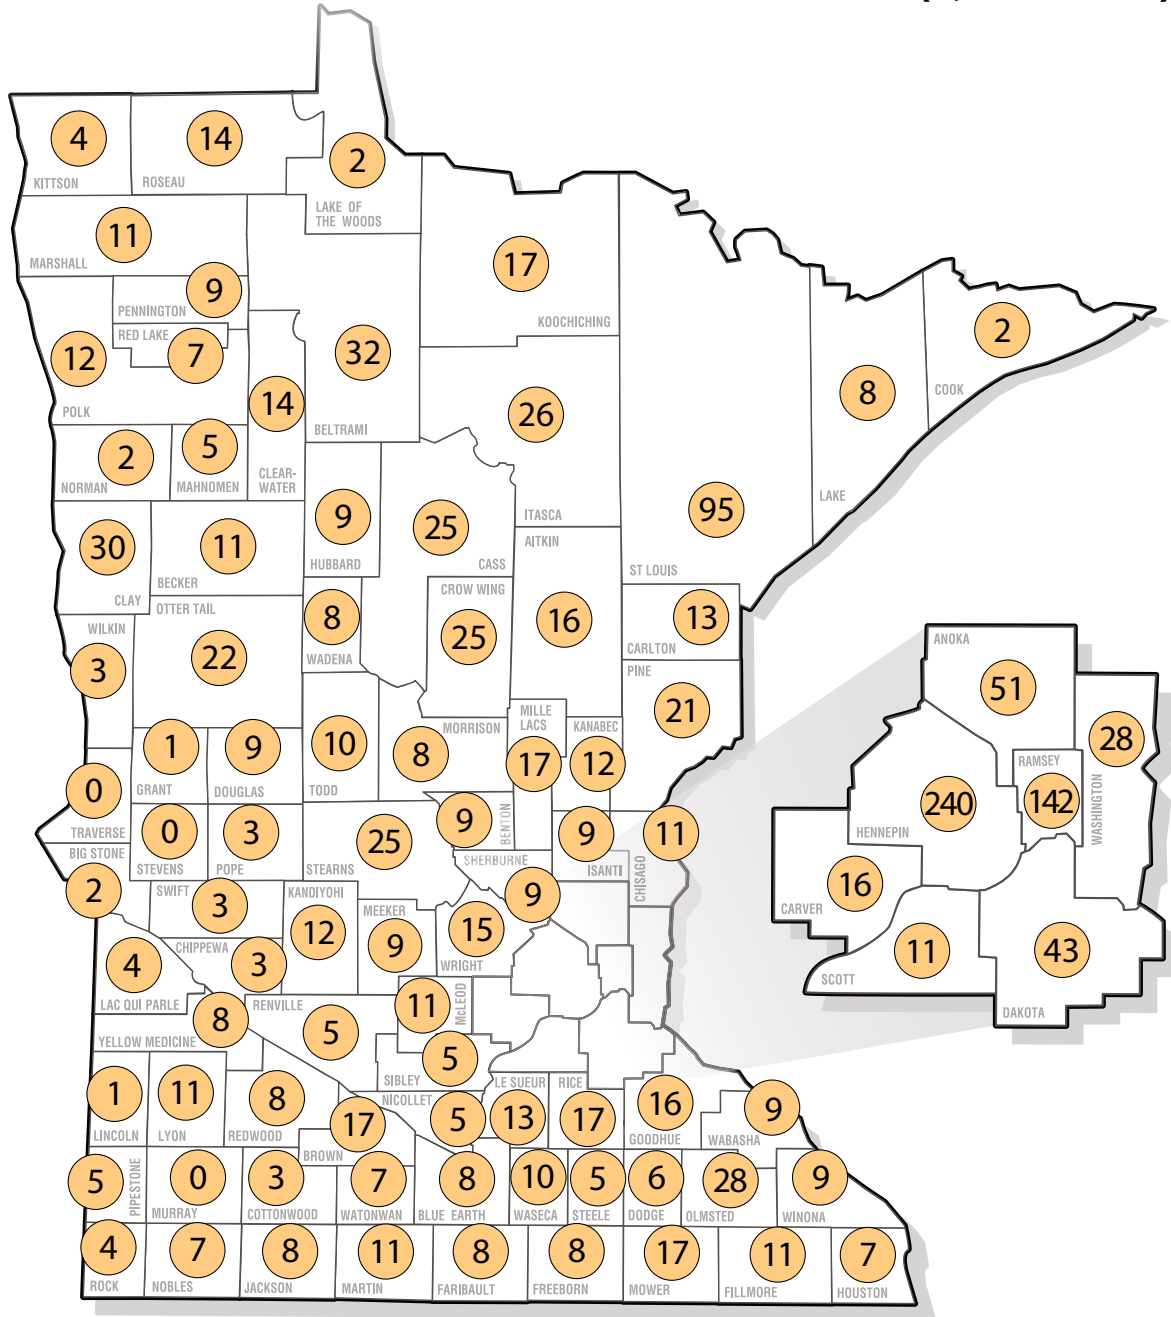 4
KITTSON
14
ROSEAU
2
LAKE OF
THE WOODS
11
MARSHALL
17
KOOCHICHING
9
PENNINGTON
RED LAKE
7
12
POLK
32
BELTRAMI
14
CLEAR-
WATER
2
COOK
8
LAKE
26
ITASCA
2
NORMAN
5
MAHNOMEN
95
ST LOUIS
30
CLAY
11
BECKER
9
HUBBARD
25
CASS
AITKIN
16
CROW WING
25
OTTER TAIL
22
8
WADENA
13
CARLTON
WILKIN
3
PINE
21
1
GRANT
9
DOUGLAS
10
TODD
8
MORRISON
MILLE
LACS
17
KANABEC
12
0
TRAVERSE
0
STEVENS
3
POPE
25
STEARNS
9
BENTON
9
ISANTI
11
CHISAGO
BIG STONE
2
SWIFT
3
SHERBURNE
9
KANDIYOHI
12
MEEKER
9
15
WRIGHT
4
LAC QUI PARLE
CHIPPEWA
3
8
YELLOW MEDICINE
RENVILLE
5
11
McLEOD
5
SIBLEY
1
LINCOLN
11
LYON
8
REDWOOD
17
BROWN
NICOLLET
5
LE SUEUR
13
RICE
17
16
GOODHUE
9
WABASHA
5
PIPESTONE
0
MURRAY
3
COTTONWOOD
7
WATONWAN
8
BLUE EARTH
10
WASECA
5
STEELE
6
DODGE
28
OLMSTED
9
WINONA
4
ROCK
7
NOBLES
8
JACKSON
11
MARTIN
8
FARIBAULT
8
FREEBORN
17
MOWER
11
FILLMORE
7
HOUSTON
ANOKA
51
28
WASHINGTON
240
HENNEPIN
RAMSEY
142
16
CARVER
11
SCOTT
43
DAKOTA